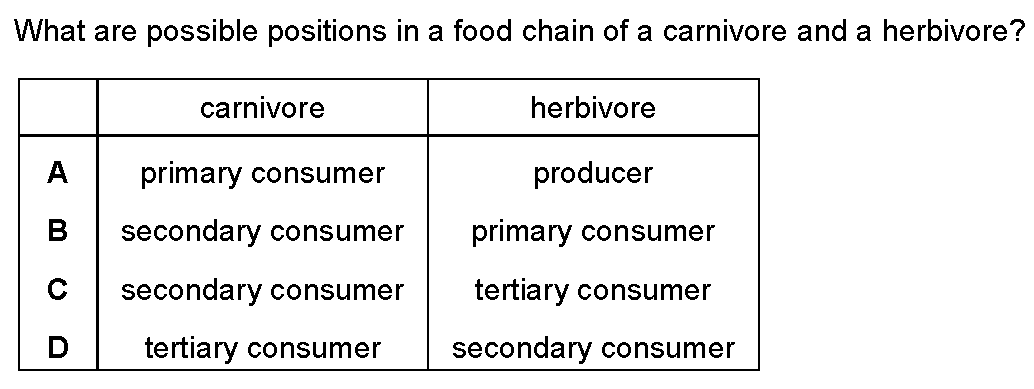 What are possible positions in a food chain of a carnivore and a herbivore?
carnivore herbivore
A primary consumer producer
B secondary consumer primary consumer
C secondary consumer tertiary consumer
D tertiary consumer secondary consumer